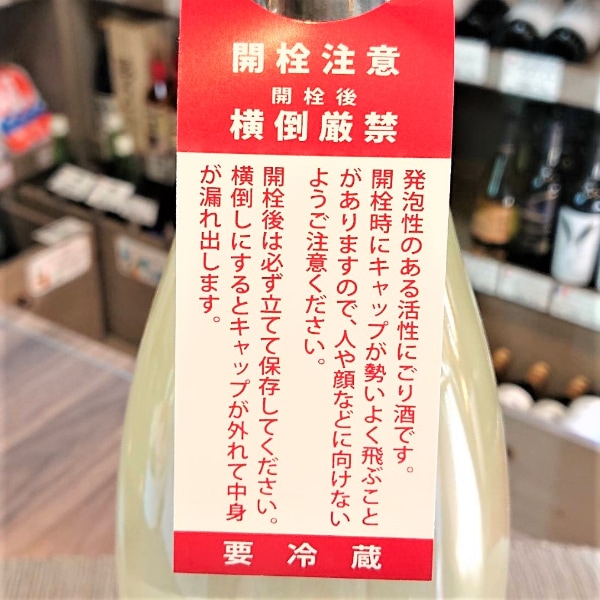 開栓注意
開栓後
横倒厳禁
発泡性のある活性にごり酒です。
開栓時にキャップが勢いよく飛ぶこと
がありますので、人や顔などに向けない
ようご注意ください。
開栓後は必ず立てて保存してください。
横倒しにするとキャップが外れて中身
が漏れ出します。
要冷蔵